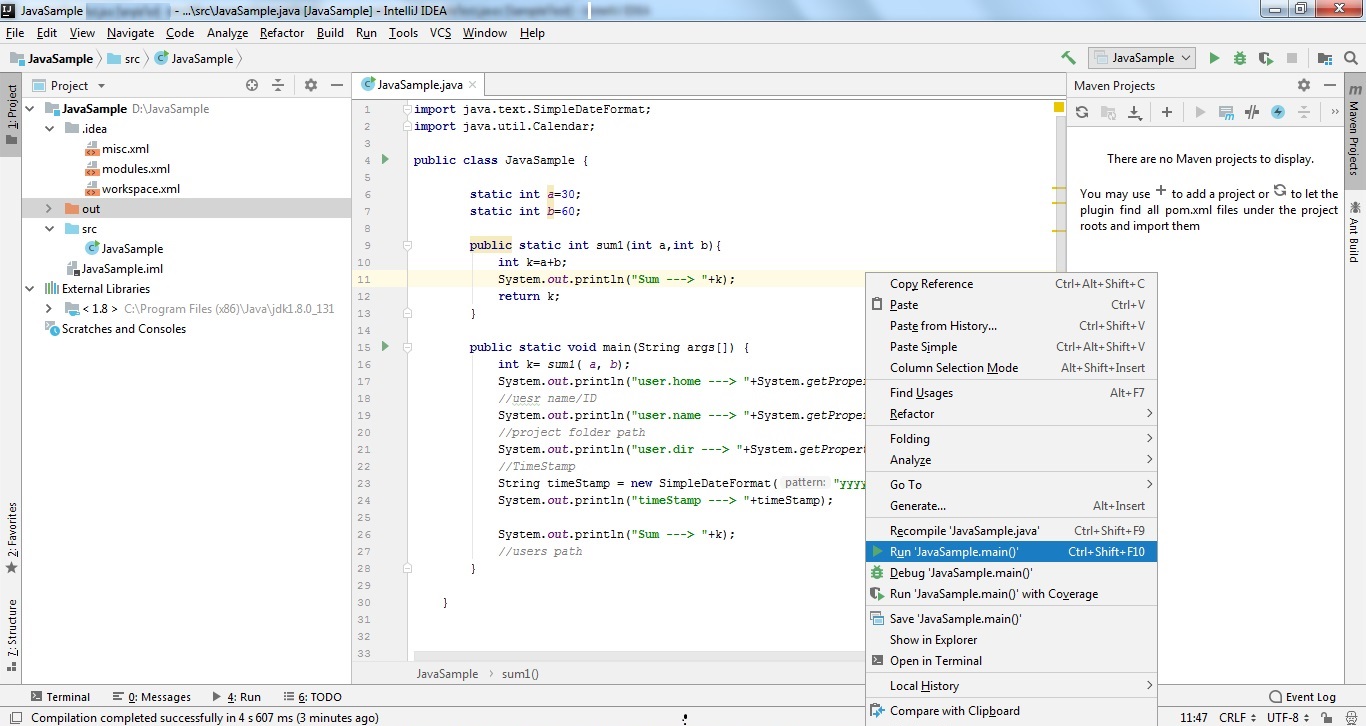 JavaSample - ...\src\JavaSample.java [JavaSample] - IntelliJ IDEA
File Edit View Navigate Code Analyze Refactor Build Run Tools VCS Window Help
JavaSample src JavaSample
JavaSample
1: Project
2: Favorites
7: Structure
Project
JavaSample D:\JavaSample
.idea
misc.xml
modules.xml
workspace.xml
out
src
JavaSample
JavaSample.iml
External Libraries
< 1.8 > C:\Program Files (x86)\Java\jdk1.8.0_131
Scratches and Consoles
JavaSample.java
1 import java.text.SimpleDateFormat;
2 import java.util.Calendar;
3
4 public class JavaSample {
5
6 static int a=30;
7 static int b=60;
8
9 public static int sum1(int a,int b){
10 int k=a+b;
11 System.out.println("Sum ---> "+k);
12 return k;
13 }
14
15 public static void main(String args[]) {
16 int k= sum1( a, b);
17 System.out.println("user.home ---> "+System.getProper
18 //uesr name/ID
19 System.out.println("user.name ---> "+System.getProper
20 //project folder path
21 System.out.println("user.dir ---> "+System.getPropert
22 //TimeStamp
23 String timeStamp = new SimpleDateFormat( pattern: "yyyy
24 System.out.println("timeStamp ---> "+timeStamp);
25
26 System.out.println("Sum ---> "+k);
27 //users path
28 }
29
30 }
31
32
33
JavaSample sum1()
Copy Reference Ctrl+Alt+Shift+C
Paste Ctrl+V
Paste from History... Ctrl+Shift+V
Paste Simple Ctrl+Alt+Shift+V
Column Selection Mode Alt+Shift+Insert
Find Usages Alt+F7
Refactor
Folding
Analyze
Go To
Generate... Alt+Insert
Recompile 'JavaSample.java' Ctrl+Shift+F9
Run 'JavaSample.main()' Ctrl+Shift+F10
Debug 'JavaSample.main()'
Run 'JavaSample.main()' with Coverage
Save 'JavaSample.main()'
Show in Explorer
Open in Terminal
Local History
Compare with Clipboard
Maven Projects
There are no Maven projects to display.
You may use + to add a project or to let the
plugin find all pom.xml files under the project
roots and import them
Maven Projects
Ant Build
Terminal 0: Messages 4: Run 6: TODO Event Log
Compilation completed successfully in 4 s 607 ms (3 minutes ago) 11:47 CRLF UTF-8